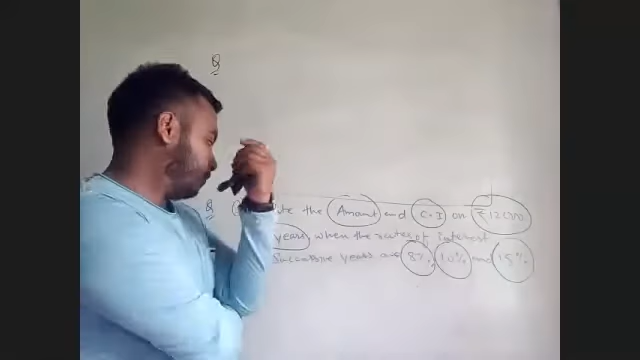 Q
Q the Amount and C.I on ₹ 12000
years when the rates of interest
Successive years are 8%, 10% and 15%